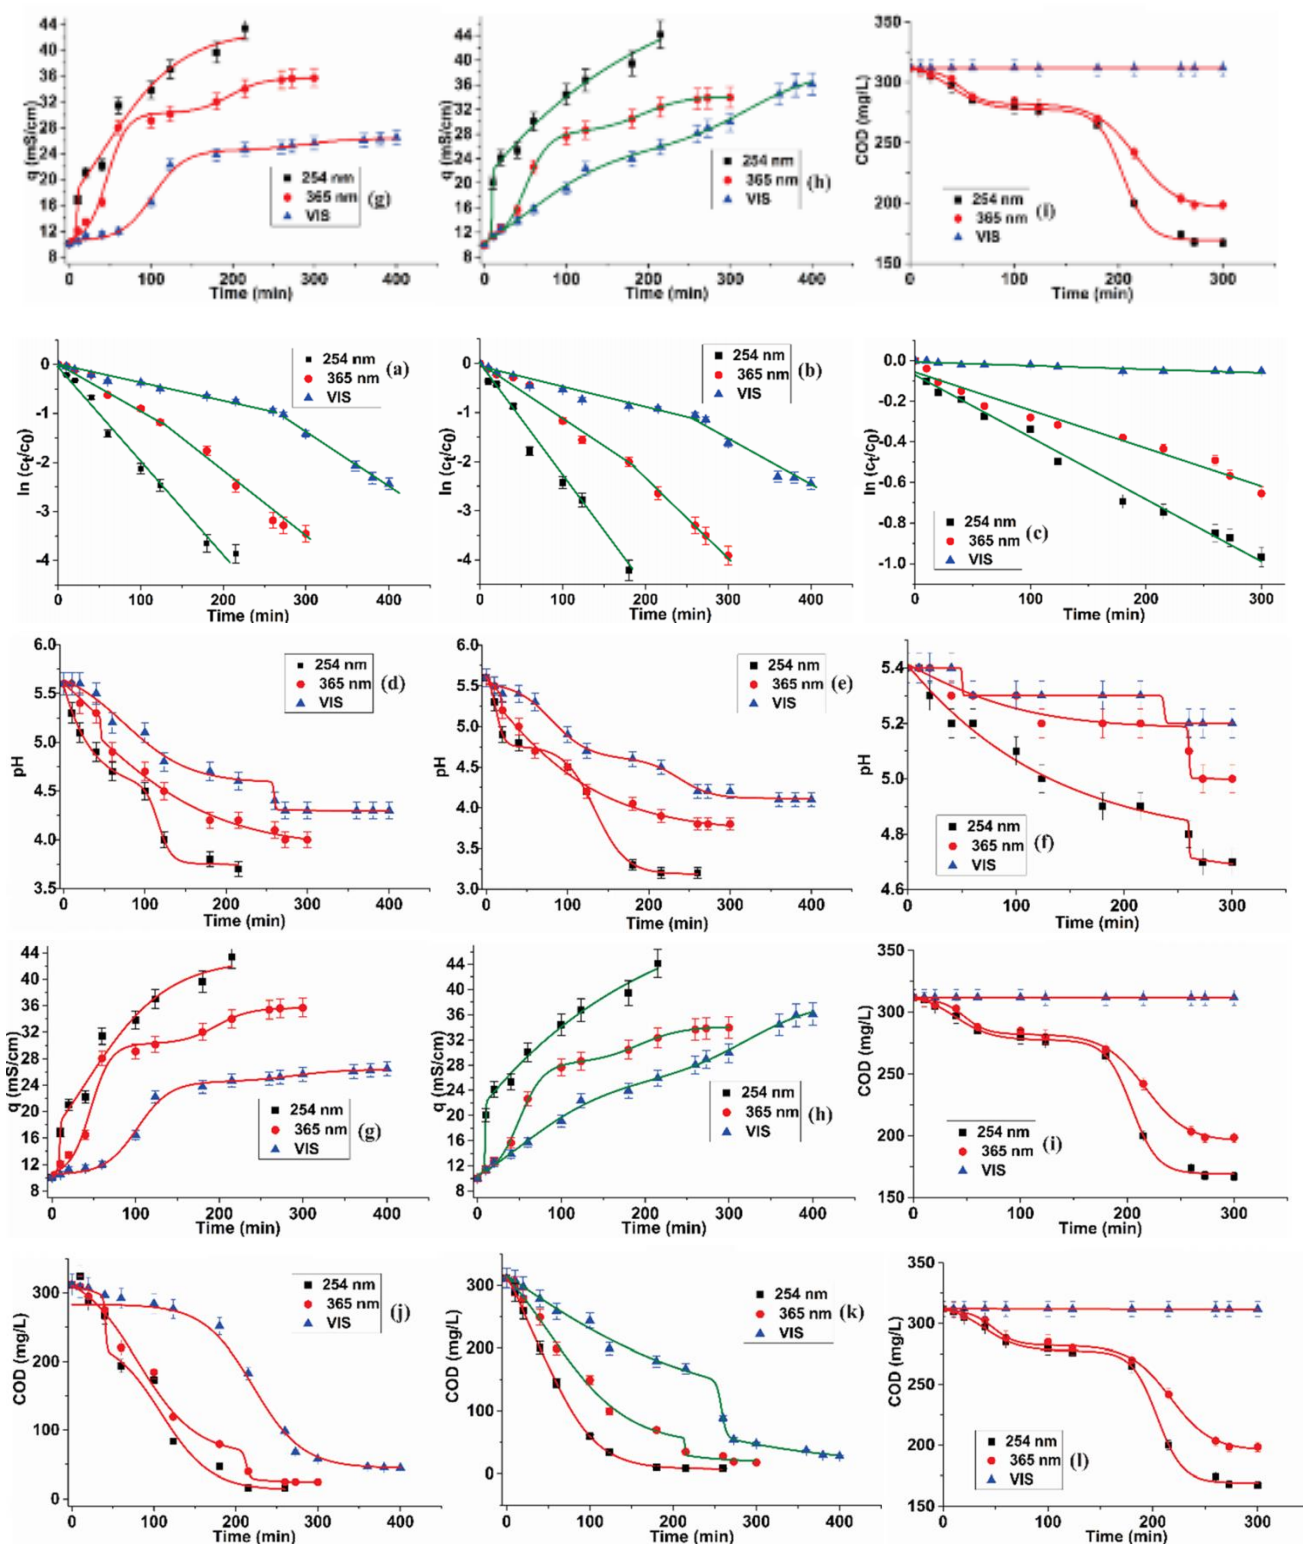 44
40
36
32
28
24
20
16
12
8
q (mS/cm)
254 nm
365 nm
VIS
(g)
0 100 200 300 400
Time (min)
44
40
36
32
28
24
20
16
12
8
q (mS/cm)
254 nm
365 nm
VIS
(h)
0 100 200 300 400
Time (min)
350
300
250
200
150
COD (mg/L)
254 nm
365 nm
VIS
(i)
0 100 200 300
Time (min)
0
-1
-2
-3
-4
ln (ct/c0)
254 nm
365 nm
VIS
(a)
0 100 200 300 400
Time (min)
0
-1
-2
-3
-4
ln (ct/c0)
254 nm
365 nm
VIS
(b)
0 100 200 300 400
Time (min)
0.0
-0.2
-0.4
-0.6
-0.8
-1.0
ln (ct/c0)
254 nm
365 nm
VIS
(c)
0 100 200 300
Time (min)
6.0
5.5
5.0
4.5
4.0
3.5
pH
254 nm
365 nm
VIS
(d)
0 100 200 300 400
Time (min)
6.0
5.5
5.0
4.5
4.0
3.5
3.0
pH
254 nm
365 nm
VIS
(e)
0 100 200 300 400
Time (min)
5.4
5.2
5.0
4.8
4.6
pH
254 nm
365 nm
VIS
(f)
0 100 200 300
Time (min)
44
40
36
32
28
24
20
16
12
8
q (mS/cm)
254 nm
365 nm
VIS
(g)
0 100 200 300 400
Time (min)
44
40
36
32
28
24
20
16
12
8
q (mS/cm)
254 nm
365 nm
VIS
(h)
0 100 200 300 400
Time (min)
350
300
250
200
150
COD (mg/L)
254 nm
365 nm
VIS
(i)
0 100 200 300
Time (min)
300
200
100
0
COD (mg/L)
254 nm
365 nm
VIS
(j)
0 100 200 300 400
Time (min)
300
200
100
0
COD (mg/L)
254 nm
365 nm
VIS
(k)
0 100 200 300 400
Time (min)
350
300
250
200
150
COD (mg/L)
254 nm
365 nm
VIS
(l)
0 100 200 300
Time (min)